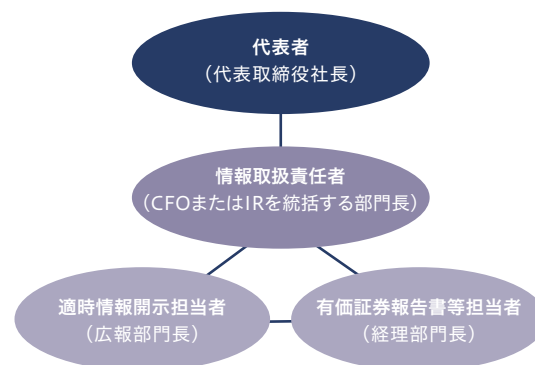 代表者
（代表取締役社長）
情報取扱責任者
（CFOまたはIRを統括する部門長）
適時情報開示担当者
（広報部門長）
有価証券報告書等担当者
（経理部門長）